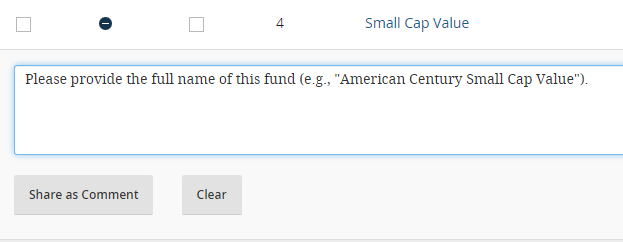 4 Small Cap Value
Please provide the full name of this fund (e.g., "American Century Small Cap Value").
Share as Comment Clear